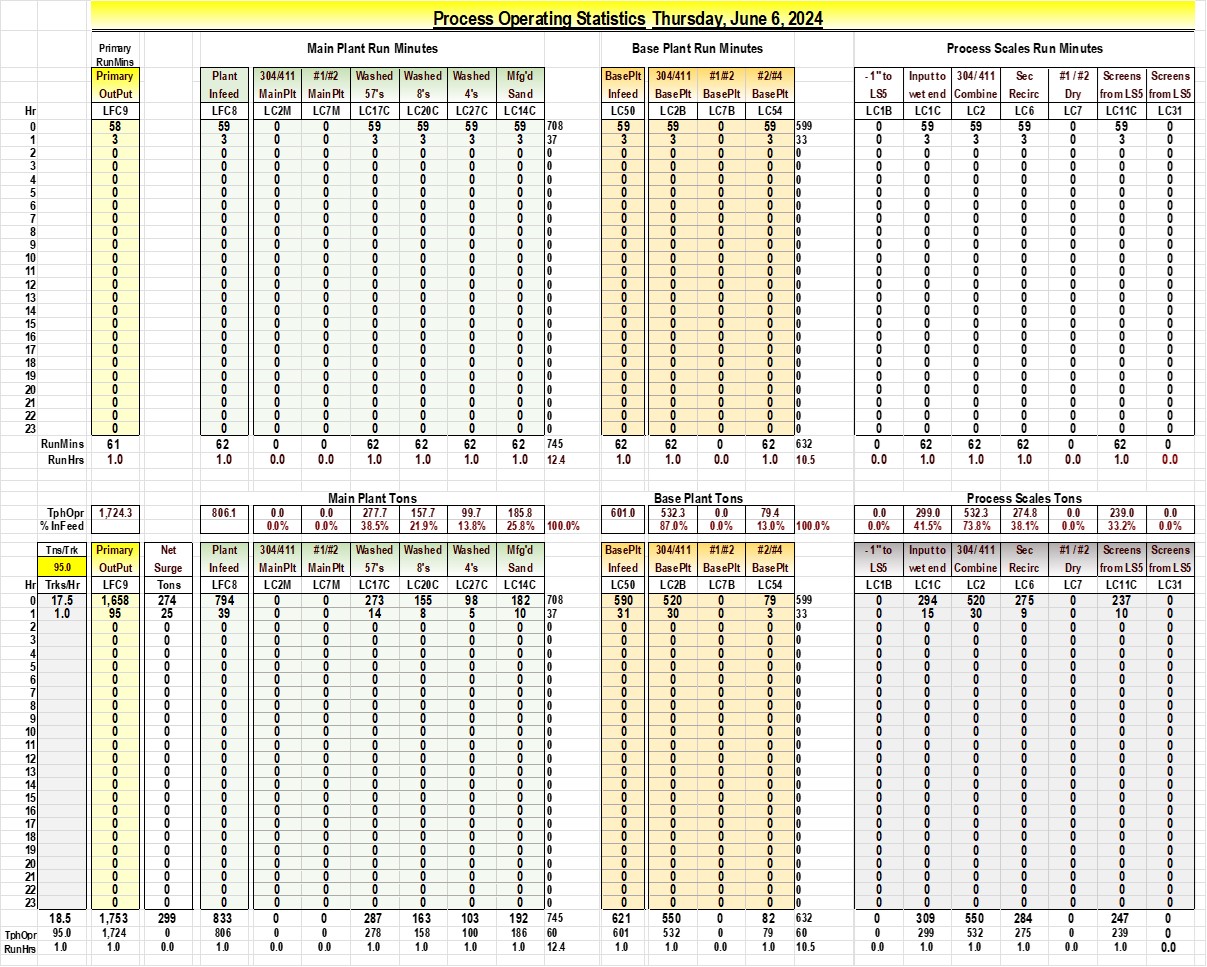 Process Operating Statistics Thursday, June 6, 2024
Primary Main Plant Run Minutes Base Plant Run Minutes Process Scales Run Minutes
RunMins
Primary Plant 304/411 #1/#2 Washed Washed Washed Mfg'd BasePlt 304/411 #1/#2 #2/#4 - 1" to Input to 304/ 411 Sec #1 / #2 Screens Screens
OutPut Infeed MainPlt MainPlt 57's 8's 4's Sand Infeed BasePlt BasePlt BasePlt LS5 wet end Combine Recirc Dry from LS5 from LS5
Hr LFC9 LFC8 LC2M LC7M LC17C LC20C LC27C LC14C LC50 LC2B LC7B LC54 LC1B LC1C LC2 LC6 LC7 LC11C LC31
0 58 59 0 0 59 59 59 59 708 59 59 0 59 599 0 59 59 59 0 59 0
1 3 3 0 0 3 3 3 3 37 3 3 0 3 33 0 3 3 3 0 3 0
2 0 0 0 0 0 0 0 0 0 0 0 0 0 0 0 0 0 0 0 0 0
3 0 0 0 0 0 0 0 0 0 0 0 0 0 0 0 0 0 0 0 0 0
4 0 0 0 0 0 0 0 0 0 0 0 0 0 0 0 0 0 0 0 0 0
5 0 0 0 0 0 0 0 0 0 0 0 0 0 0 0 0 0 0 0 0 0
6 0 0 0 0 0 0 0 0 0 0 0 0 0 0 0 0 0 0 0 0 0
7 0 0 0 0 0 0 0 0 0 0 0 0 0 0 0 0 0 0 0 0 0
8 0 0 0 0 0 0 0 0 0 0 0 0 0 0 0 0 0 0 0 0 0
9 0 0 0 0 0 0 0 0 0 0 0 0 0 0 0 0 0 0 0 0 0
10 0 0 0 0 0 0 0 0 0 0 0 0 0 0 0 0 0 0 0 0 0
11 0 0 0 0 0 0 0 0 0 0 0 0 0 0 0 0 0 0 0 0 0
12 0 0 0 0 0 0 0 0 0 0 0 0 0 0 0 0 0 0 0 0 0
13 0 0 0 0 0 0 0 0 0 0 0 0 0 0 0 0 0 0 0 0 0
14 0 0 0 0 0 0 0 0 0 0 0 0 0 0 0 0 0 0 0 0 0
15 0 0 0 0 0 0 0 0 0 0 0 0 0 0 0 0 0 0 0 0 0
16 0 0 0 0 0 0 0 0 0 0 0 0 0 0 0 0 0 0 0 0 0
17 0 0 0 0 0 0 0 0 0 0 0 0 0 0 0 0 0 0 0 0 0
18 0 0 0 0 0 0 0 0 0 0 0 0 0 0 0 0 0 0 0 0 0
19 0 0 0 0 0 0 0 0 0 0 0 0 0 0 0 0 0 0 0 0 0
20 0 0 0 0 0 0 0 0 0 0 0 0 0 0 0 0 0 0 0 0 0
21 0 0 0 0 0 0 0 0 0 0 0 0 0 0 0 0 0 0 0 0 0
22 0 0 0 0 0 0 0 0 0 0 0 0 0 0 0 0 0 0 0 0 0
23 0 0 0 0 0 0 0 0 0 0 0 0 0 0 0 0 0 0 0 0 0
RunMins 61 62 0 0 62 62 62 62 745 62 62 0 62 632 0 62 62 62 0 62 0
RunHrs 1.0 1.0 0.0 0.0 1.0 1.0 1.0 1.0 12.4 1.0 1.0 0.0 1.0 10.5 0.0 1.0 1.0 1.0 0.0 1.0 0.0
Main Plant Tons Base Plant Tons Process Scales Tons
TphOpr 1,724.3 806.1 0.0 0.0 277.7 157.7 99.7 185.8 601.0 532.3 0.0 79.4 0.0 299.0 532.3 274.8 0.0 239.0 0.0
% InFeed 0.0% 0.0% 38.5% 21.9% 13.8% 25.8% 100.0% 87.0% 0.0% 13.0% 100.0% 0.0% 41.5% 73.8% 38.1% 0.0% 33.2% 0.0%
Tns/Trk Primary Net Plant 304/411 #1/#2 Washed Washed Washed Mfg'd BasePlt 304/411 #1/#2 #2/#4 - 1" to Input to 304/ 411 Sec #1 / #2 Screens Screens
95.0 OutPut Surge Infeed MainPlt MainPlt 57's 8's 4's Sand Infeed BasePlt BasePlt BasePlt LS5 wet end Combine Recirc Dry from LS5 from LS5
Hr Trks/Hr LFC9 Tons LFC8 LC2M LC7M LC17C LC20C LC27C LC14C LC50 LC2B LC7B LC54 LC1B LC1C LC2 LC6 LC7 LC11C LC31
0 17.5 1,658 274 794 0 0 273 155 98 182 708 590 520 0 79 599 0 294 520 275 0 237 0
1 1.0 95 25 39 0 0 14 8 5 10 37 31 30 0 3 33 0 15 30 9 0 10 0
2 0 0 0 0 0 0 0 0 0 0 0 0 0 0 0 0 0 0 0 0 0 0
3 0 0 0 0 0 0 0 0 0 0 0 0 0 0 0 0 0 0 0 0 0 0
4 0 0 0 0 0 0 0 0 0 0 0 0 0 0 0 0 0 0 0 0 0 0
5 0 0 0 0 0 0 0 0 0 0 0 0 0 0 0 0 0 0 0 0 0 0
6 0 0 0 0 0 0 0 0 0 0 0 0 0 0 0 0 0 0 0 0 0 0
7 0 0 0 0 0 0 0 0 0 0 0 0 0 0 0 0 0 0 0 0 0 0
8 0 0 0 0 0 0 0 0 0 0 0 0 0 0 0 0 0 0 0 0 0 0
9 0 0 0 0 0 0 0 0 0 0 0 0 0 0 0 0 0 0 0 0 0 0
10 0 0 0 0 0 0 0 0 0 0 0 0 0 0 0 0 0 0 0 0 0 0
11 0 0 0 0 0 0 0 0 0 0 0 0 0 0 0 0 0 0 0 0 0 0
12 0 0 0 0 0 0 0 0 0 0 0 0 0 0 0 0 0 0 0 0 0 0
13 0 0 0 0 0 0 0 0 0 0 0 0 0 0 0 0 0 0 0 0 0 0
14 0 0 0 0 0 0 0 0 0 0 0 0 0 0 0 0 0 0 0 0 0 0
15 0 0 0 0 0 0 0 0 0 0 0 0 0 0 0 0 0 0 0 0 0 0
16 0 0 0 0 0 0 0 0 0 0 0 0 0 0 0 0 0 0 0 0 0 0
17 0 0 0 0 0 0 0 0 0 0 0 0 0 0 0 0 0 0 0 0 0 0
18 0 0 0 0 0 0 0 0 0 0 0 0 0 0 0 0 0 0 0 0 0 0
19 0 0 0 0 0 0 0 0 0 0 0 0 0 0 0 0 0 0 0 0 0 0
20 0 0 0 0 0 0 0 0 0 0 0 0 0 0 0 0 0 0 0 0 0 0
21 0 0 0 0 0 0 0 0 0 0 0 0 0 0 0 0 0 0 0 0 0 0
22 0 0 0 0 0 0 0 0 0 0 0 0 0 0 0 0 0 0 0 0 0 0
23 0 0 0 0 0 0 0 0 0 0 0 0 0 0 0 0 0 0 0 0 0 0
18.5 1,753 299 833 0 0 287 163 103 192 745 621 550 0 82 632 0 309 550 284 0 247 0
TphOpr 95.0 1,724 0 806 0 0 278 158 100 186 60 601 532 0 79 60 0 299 532 275 0 239 0
RunHrs 1.0 1.0 0.0 1.0 0.0 0.0 1.0 1.0 1.0 1.0 12.4 1.0 1.0 0.0 1.0 10.5 0.0 1.0 1.0 1.0 0.0 1.0 0.0